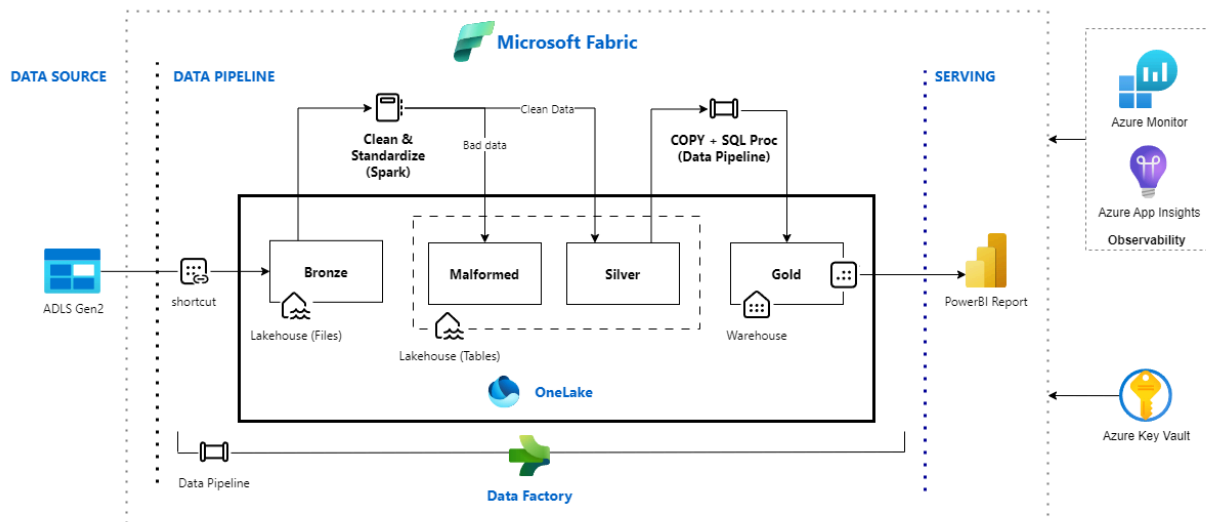 Microsoft Fabric
DATA SOURCE
DATA PIPELINE
SERVING
Clean Data
Clean &
Standardize
(Spark)
Bad data
COPY + SQL Proc
(Data Pipeline)
Azure Monitor
Azure App Insights
Observability
Bronze
Malformed
Silver
Gold
ADLS Gen2
shortcut
Lakehouse (Files)
Lakehouse (Tables)
Warehouse
PowerBI Report
OneLake
Azure Key Vault
Data Pipeline
Data Factory